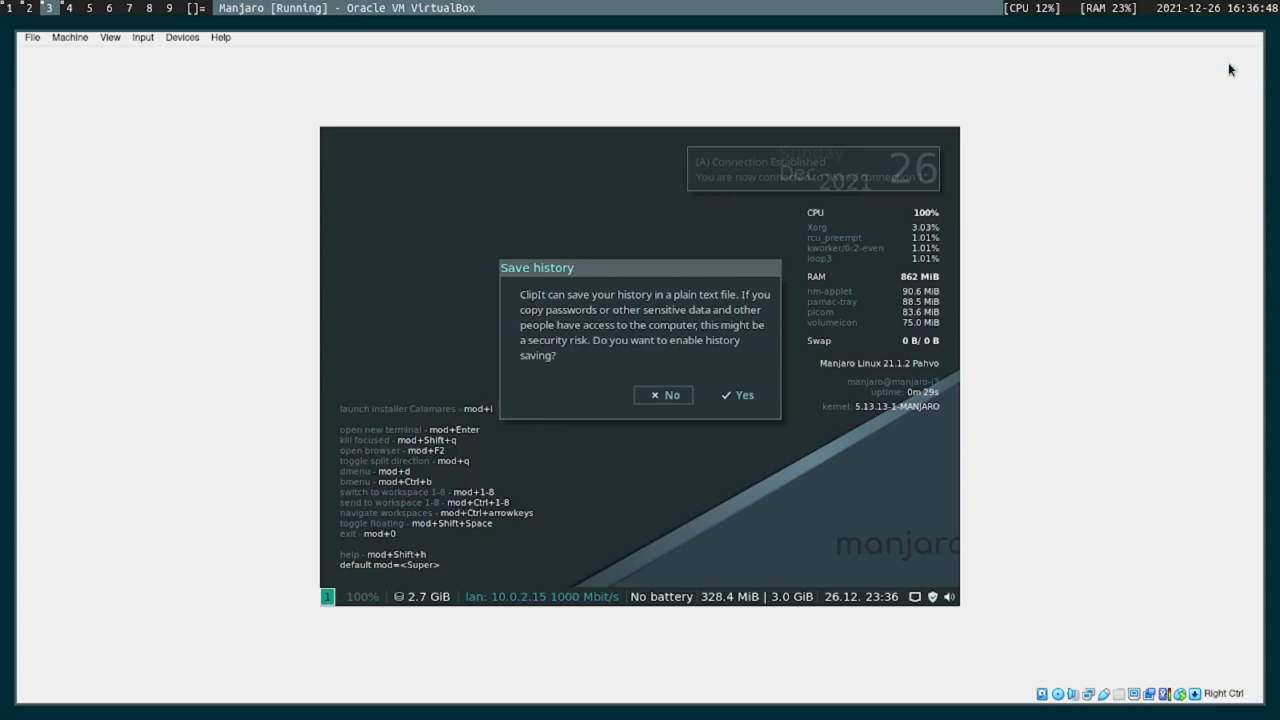 1 2 3 4 5 6 7 8 9 []= Manjaro [Running] - Oracle VM VirtualBox [CPU 12%] [RAM 23%] 2021-12-26 16:36:48
File Machine View Input Devices Help
Sunday
Dec 2021 26
(A) Connection Established
You are now connected to
CPU 100%
Xorg 3.03%
rcu_preempt 1.01%
kworker/0:2-even 1.01%
loop3 1.01%
RAM 862 MiB
nm-applet 90.6 MiB
pamac-tray 88.5 MiB
picom 83.6 MiB
volumeicon 75.0 MiB
Swap 0 B/ 0 B
Manjaro Linux 21.1.2 Pahvo
manjaro@manjaro-i3
uptime: 0m 29s
kernel: 5.13.13-1-MANJARO
Save history
ClipIt can save your history in a plain text file. If you
copy passwords or other sensitive data and other
people have access to the computer, this might be
a security risk. Do you want to enable history
saving?
No Yes
launch installer Calamares - mod+i
open new terminal - mod+Enter
kill focused - mod+Shift+q
open browser - mod+F2
toggle split direction - mod+q
dmenu - mod+d
bmenu - mod+Ctrl+b
switch to workspace 1-8 - mod+1-8
send to workspace 1-8 - mod+Ctrl+1-8
navigate workspaces - mod+Ctrl+arrowkeys
toggle floating - mod+Shift+Space
exit - mod+0
help - mod+Shift+h
default mod=<Super>
manjaro
1 100% 2.7 GiB lan: 10.0.2.15 1000 Mbit/s No battery 328.4 MiB | 3.0 GiB 26.12. 23:36
Right Ctrl